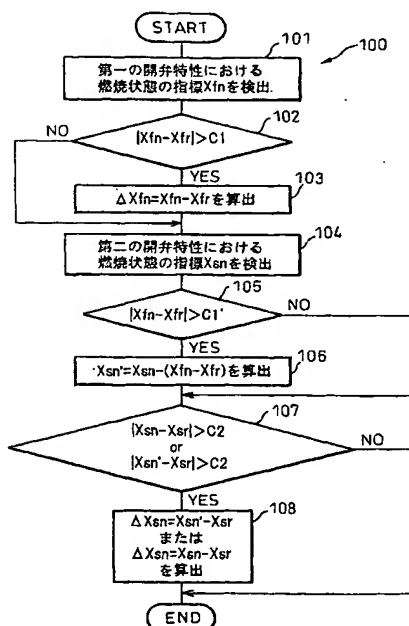 START
101
100
第一の開弁特性における
燃焼状態の指標Xfnを検出.
102
NO
|Xfn-Xfr|>C1
YES
103
ΔXfn=Xfn-Xfrを算出
104
第二の開弁特性における
燃焼状態の指標Xsnを検出
105
NO
|Xfn-Xfr|>C1'
YES
106
Xsn'=Xsn-(Xfn-Xfr)を算出
107
|Xsn-Xsr|>C2
or
|Xsn'-Xsr|>C2
NO
YES
108
ΔXsn=Xsn'-Xsr
または
ΔXsn=Xsn-Xsr
を算出
END